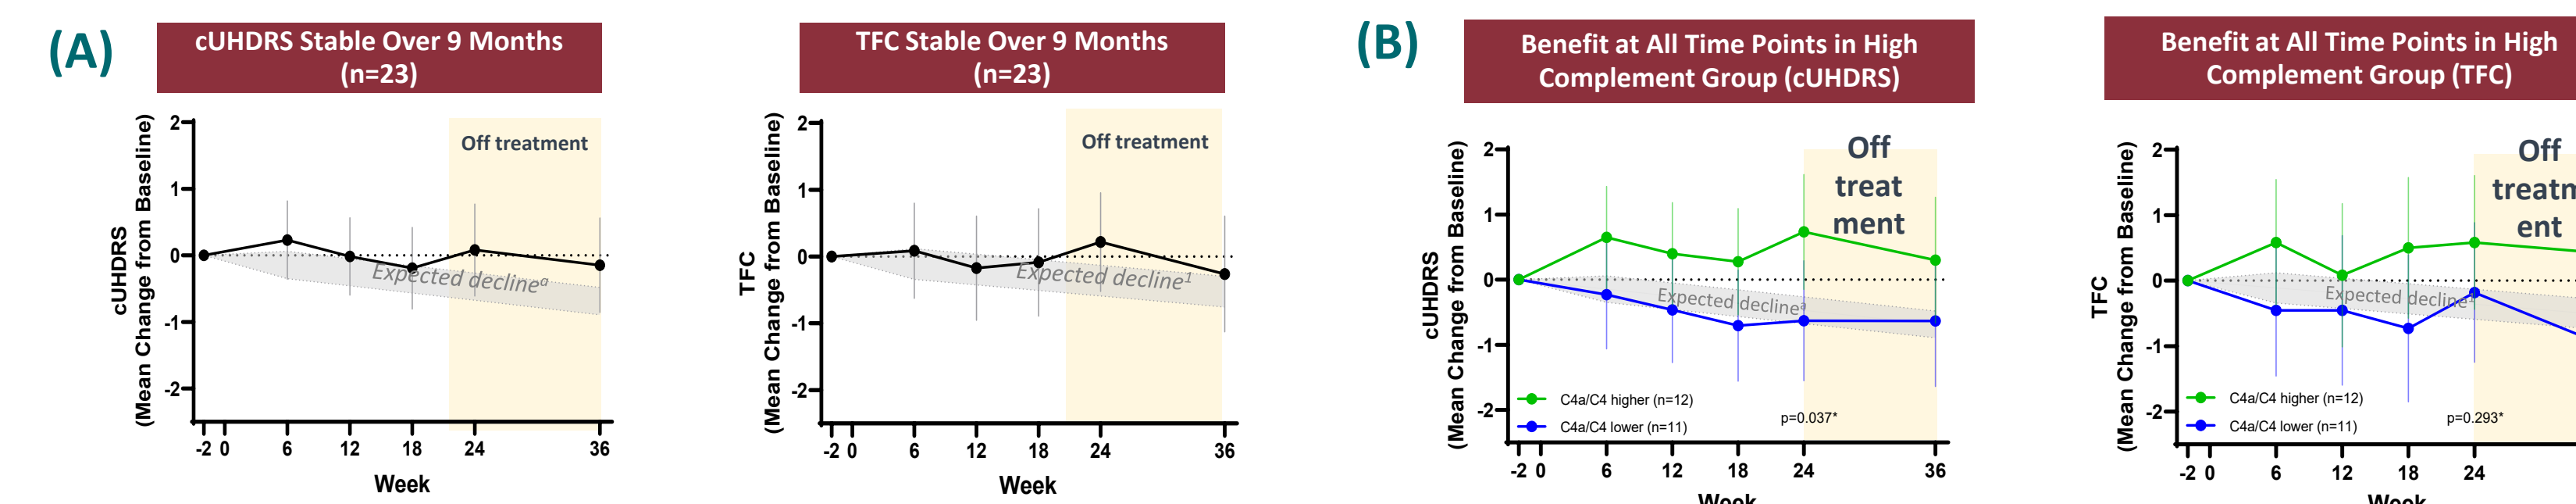 (A)
cUHDRS Stable Over 9 Months
(n=23)
cUHDRS
(Mean Change from Baseline)
2
1
0
-1
-2
Off treatment
Expected declineᵃ
-2 0 6 12 18 24 36
Week
TFC Stable Over 9 Months
(n=23)
TFC
(Mean Change from Baseline)
2
1
0
-1
-2
Off treatment
Expected decline¹
-2 0 6 12 18 24 36
Week
(B)
Benefit at All Time Points in High
Complement Group (cUHDRS)
cUHDRS
(Mean Change from Baseline)
2
1
0
-1
-2
Off
treat
ment
Expected declineᵃ
C4a/C4 higher (n=12)
C4a/C4 lower (n=11)
p=0.037*
-2 0 6 12 18 24 36
Week
Benefit at All Time Points in High
Complement Group (TFC)
TFC
(Mean Change from Baseline)
2
1
0
-1
-2
Off
treatm
ent
Expected decline
C4a/C4 higher (n=12)
C4a/C4 lower (n=11)
p=0.293*
-2 0 6 12 18 24
Week